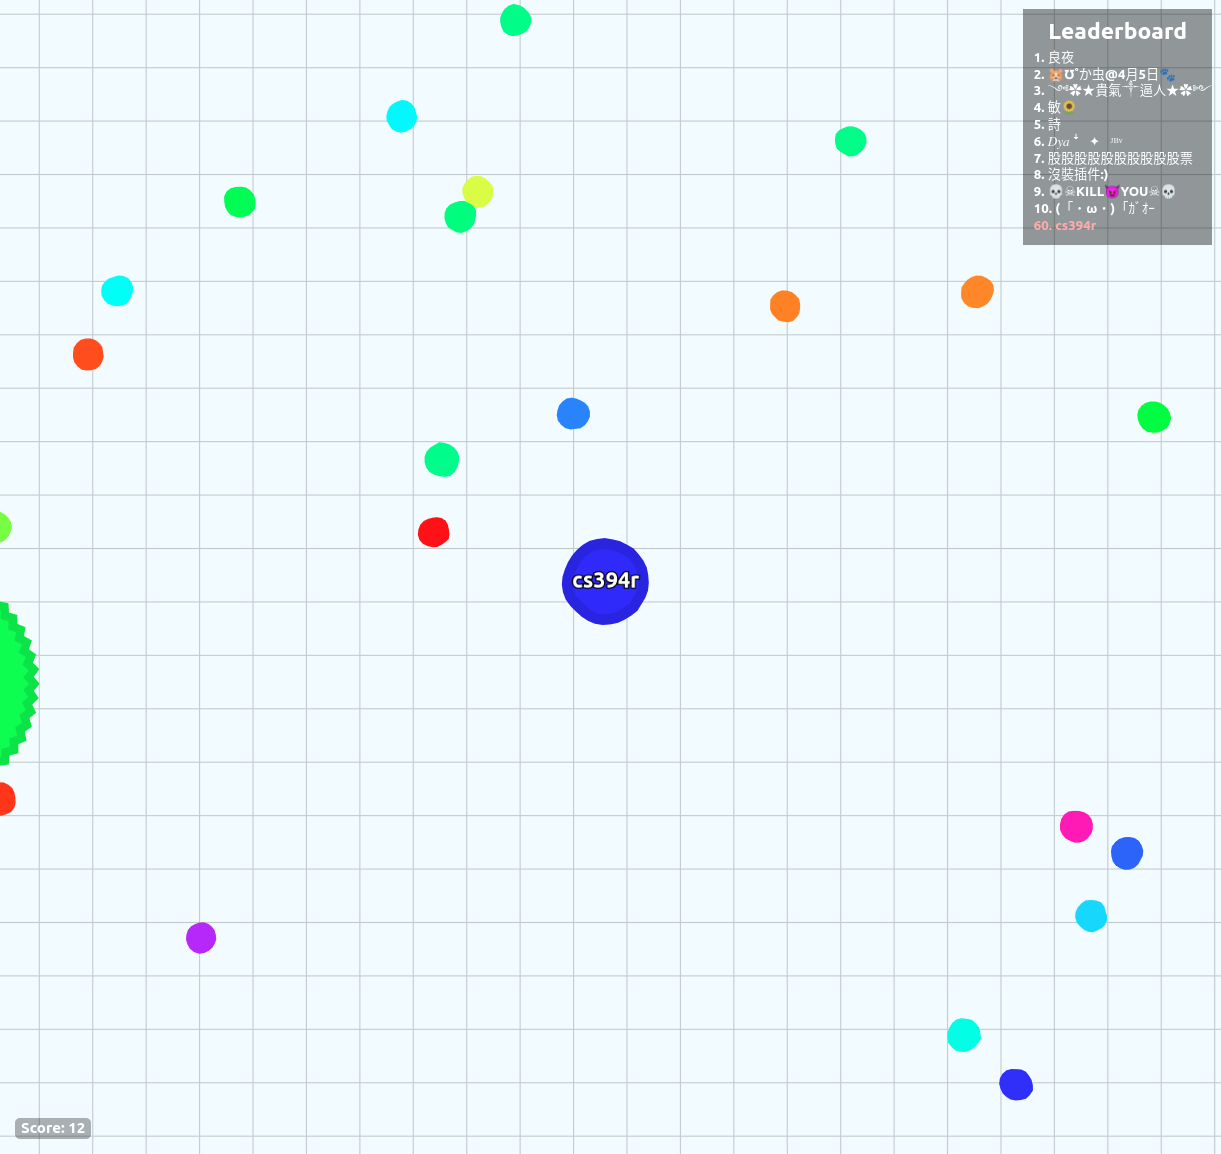 Leaderboard
1. 良夜
2. 🐹℧˚か虫@4月5日🐾
3. ༺✿★貴氣༒逼人★✿༻
4. 敏🌻
5. 詩
6. Dya ⁺ ✦ ᴶᴮᵛ
7. 股股股股股股股股股股票
8. 沒裝插件:)
9. 💀☠KILL😈YOU☠💀
10. (「・ω・)「ｶﾞｵｰ
60. cs394r
cs394r
Score: 12